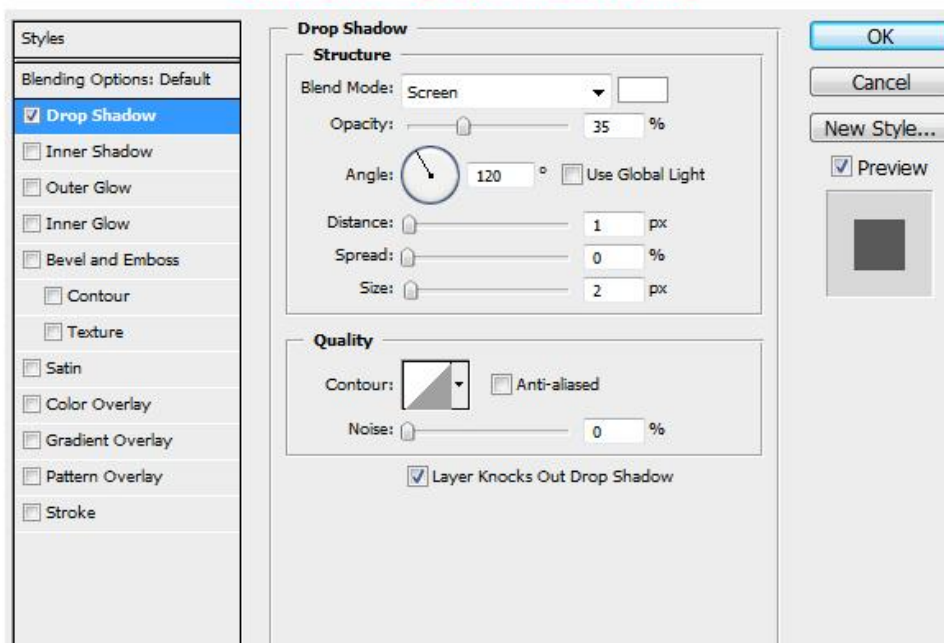 Styles
Blending Options: Default
Drop Shadow
Inner Shadow
Outer Glow
Inner Glow
Bevel and Emboss
Contour
Texture
Satin
Color Overlay
Gradient Overlay
Pattern Overlay
Stroke
Drop Shadow
Structure
Blend Mode: Screen
Opacity: 35 %
Angle: 120 ° Use Global Light
Distance: 1 px
Spread: 0 %
Size: 2 px
Quality
Contour: Anti-aliased
Noise: 0 %
Layer Knocks Out Drop Shadow
OK
Cancel
New Style...
Preview